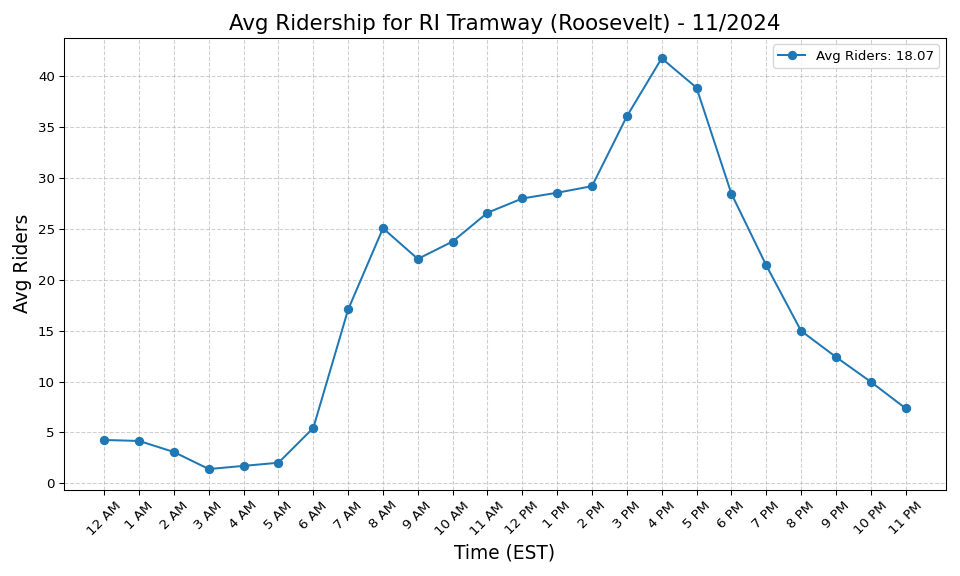 Avg Ridership for RI Tramway (Roosevelt) - 11/2024
Avg Riders: 18.07
Avg Riders
40
35
30
25
20
15
10
5
0
12 AM
1 AM
2 AM
3 AM
4 AM
5 AM
6 AM
7 AM
8 AM
9 AM
10 AM
11 AM
12 PM
1 PM
2 PM
3 PM
4 PM
5 PM
6 PM
7 PM
8 PM
9 PM
10 PM
11 PM
Time (EST)